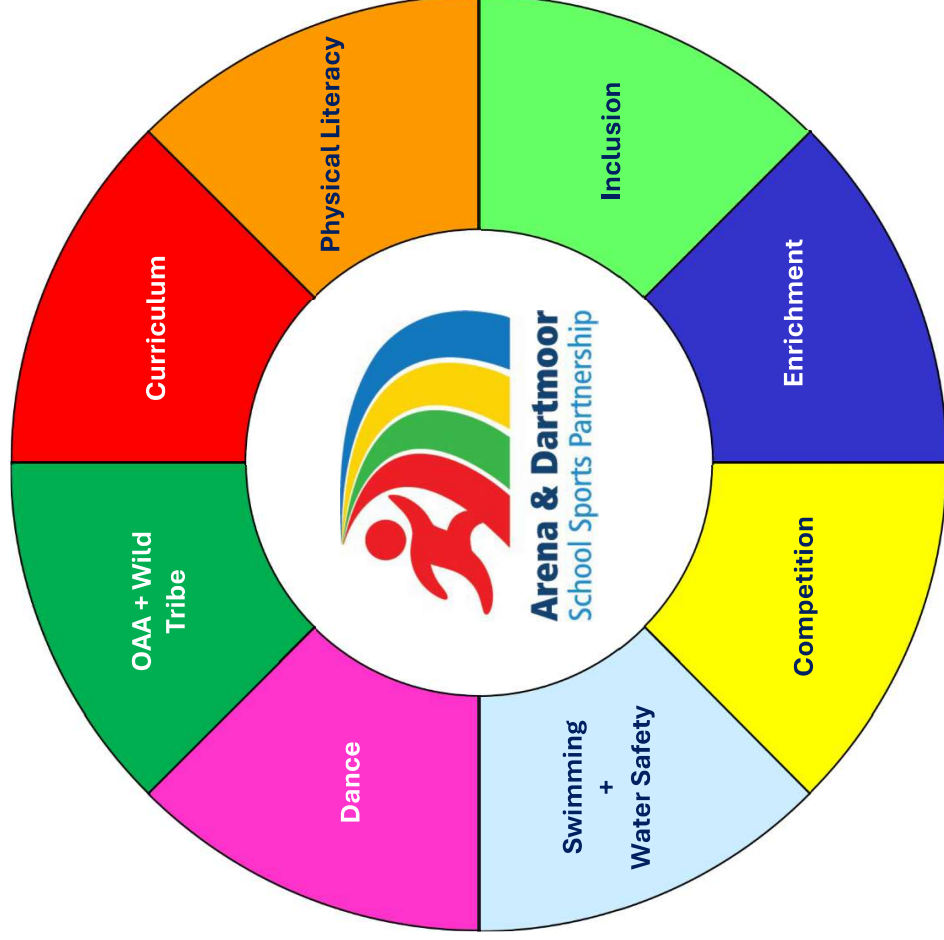 Curriculum
Physical Literacy
Inclusion
Enrichment
Competition
Swimming
+
Water Safety
Dance
OAA + Wild
Tribe
Arena & Dartmoor
School Sports Partnership